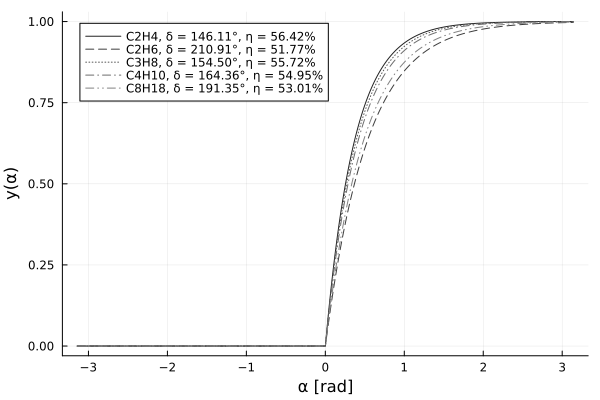 1.00
0.75
0.50
0.25
0.00
y(α)
C2H4, δ = 146.11°, η = 56.42%
C2H6, δ = 210.91°, η = 51.77%
C3H8, δ = 154.50°, η = 55.72%
C4H10, δ = 164.36°, η = 54.95%
C8H18, δ = 191.35°, η = 53.01%
−3 −2 −1 0 1 2 3
α [rad]